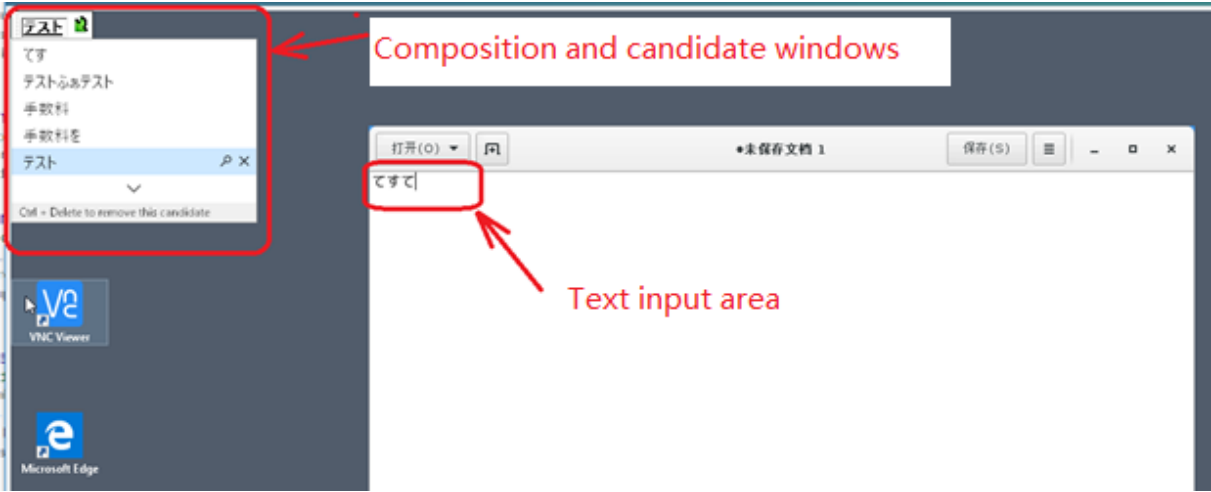 テスト
てす
テストふぁテスト
手数料
手数料を
テスト
Ctrl + Delete to remove this candidate
Composition and candidate windows
打开(O)
•未保存文档 1
保存(S)
てすて
Text input area
VNC Viewer
Microsoft Edge